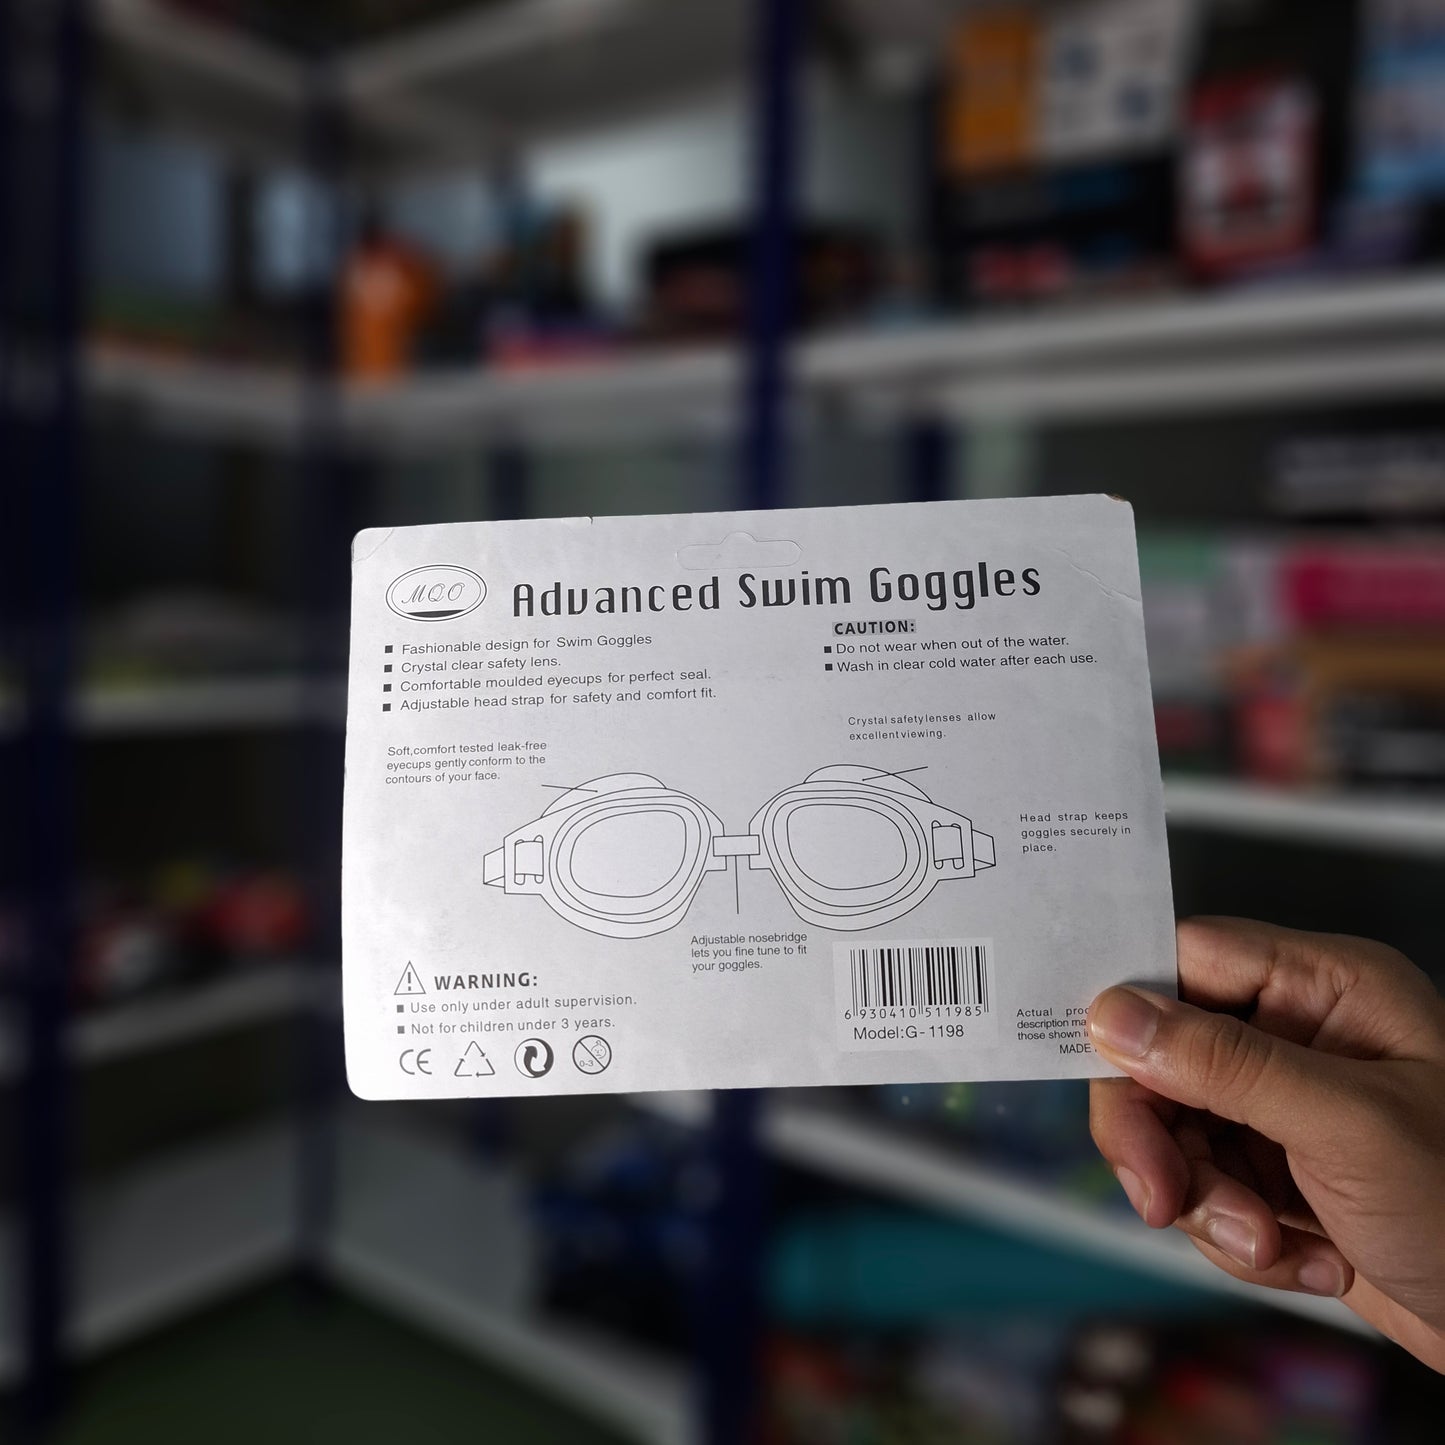 MQO
Advanced Swim Goggles
■ Fashionable design for Swim Goggles
■ Crystal clear safety lens.
■ Comfortable moulded eyecups for perfect seal.
■ Adjustable head strap for safety and comfort fit.
CAUTION:
■ Do not wear when out of the water.
■ Wash in clear cold water after each use.
Soft,comfort tested leak-free
eyecups gently conform to the
contours of your face.
Crystal safety lenses allow
excellent viewing.
Head strap keeps
goggles securely in
place.
Adjustable nosebridge
lets you fine tune to fit
your goggles.
WARNING:
■ Use only under adult supervision.
■ Not for children under 3 years.
CE
0-3
6 930410 511985
Model:G-1198
Actual
description
those shown
MADE